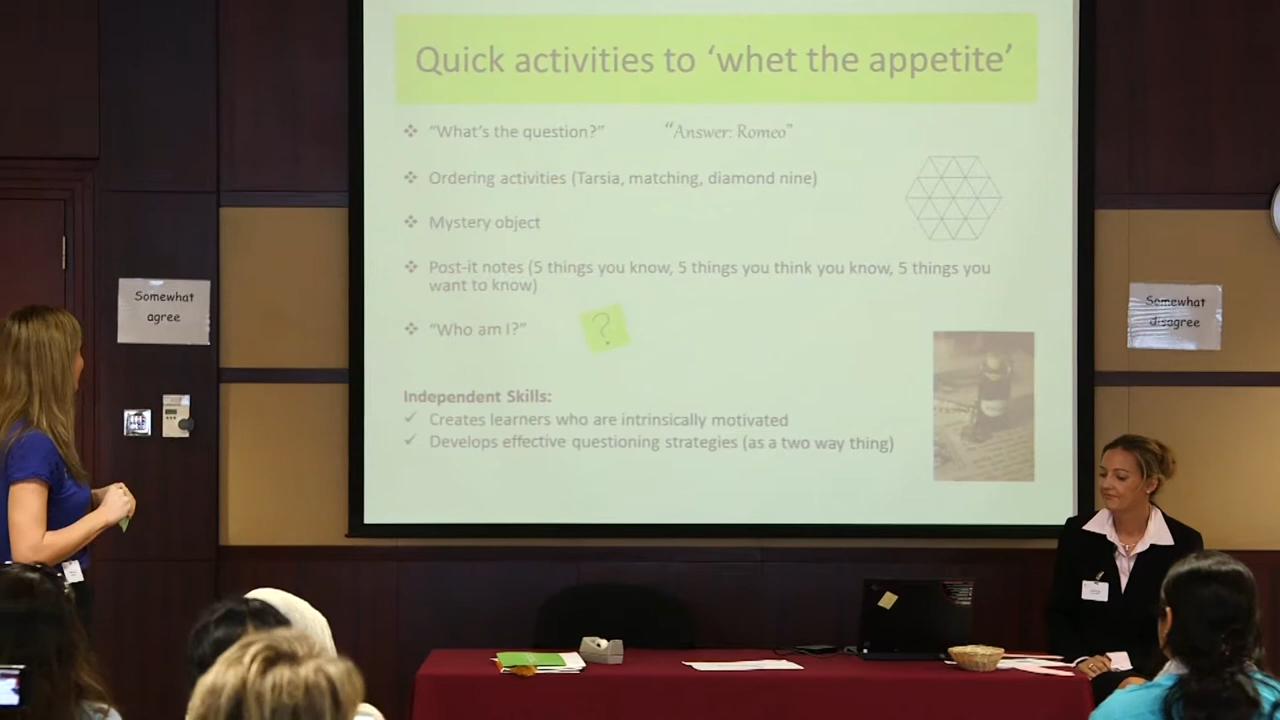 Quick activities to ‘whet the appetite’
“What’s the question?” “Answer: Romeo”
Ordering activities (Tarsia, matching, diamond nine)
Mystery object
Post-it notes (5 things you know, 5 things you think you know, 5 things you
want to know)
“Who am I?”
?
Independent Skills:
Creates learners who are intrinsically motivated
Develops effective questioning strategies (as a two way thing)
Somewhat
agree
Somewhat
disagree